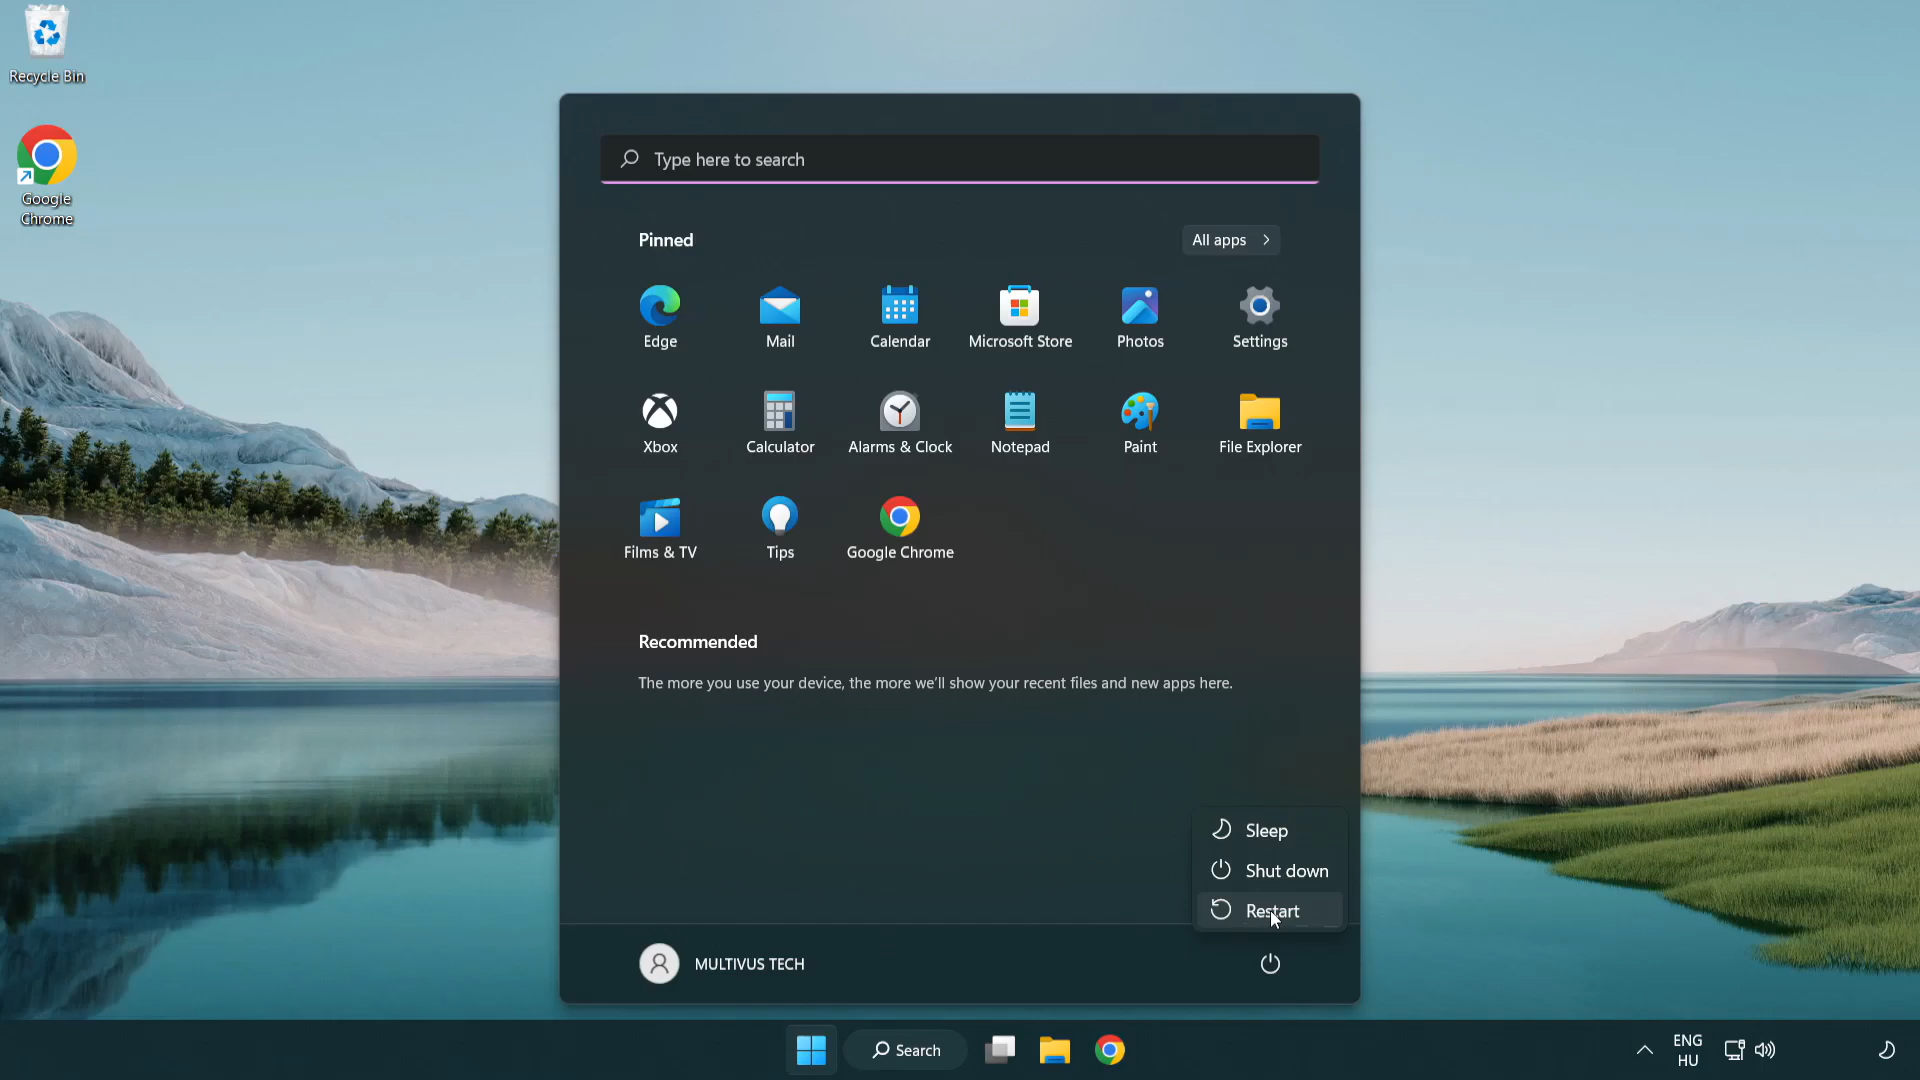 Recycle Bin
Google
Chrome
Type here to search
Pinned
All apps
Edge
Mail
Calendar
Microsoft Store
Photos
Settings
Xbox
Calculator
Alarms & Clock
Notepad
Paint
File Explorer
Films & TV
Tips
Google Chrome
Recommended
The more you use your device, the more we'll show your recent files and new apps here.
Sleep
Shut down
Restart
MULTIVUS TECH
Search
ENG
HU